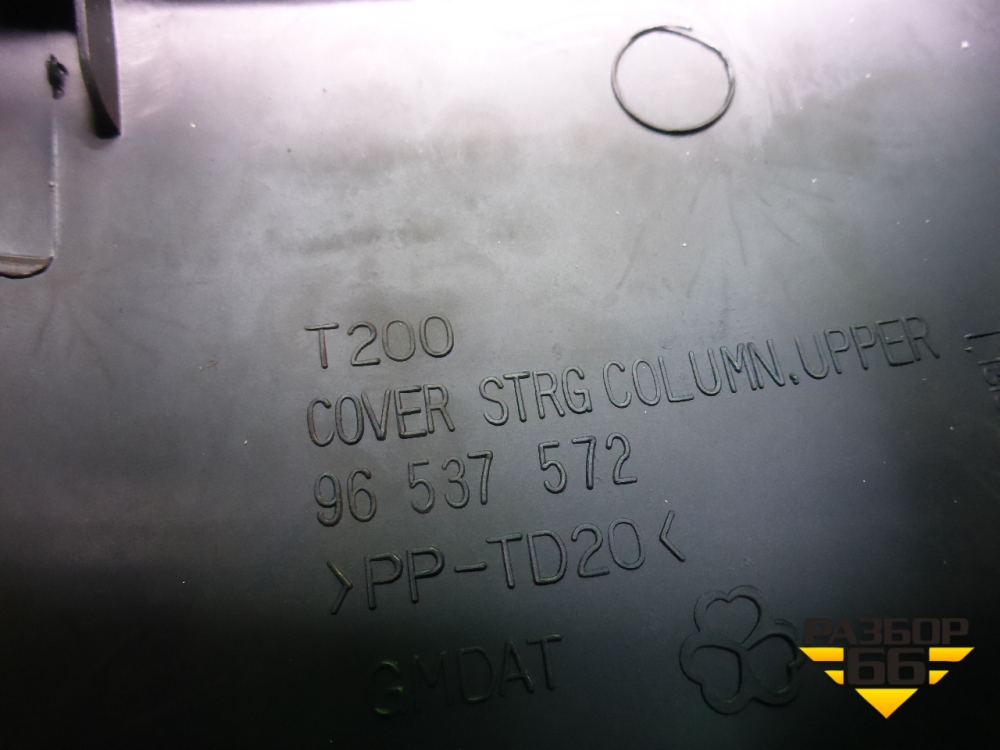 T200
COVER STRG COLUMN.UPPER
96 537 572
>PP-TD20<
GMDAT
РАЗБОР
66